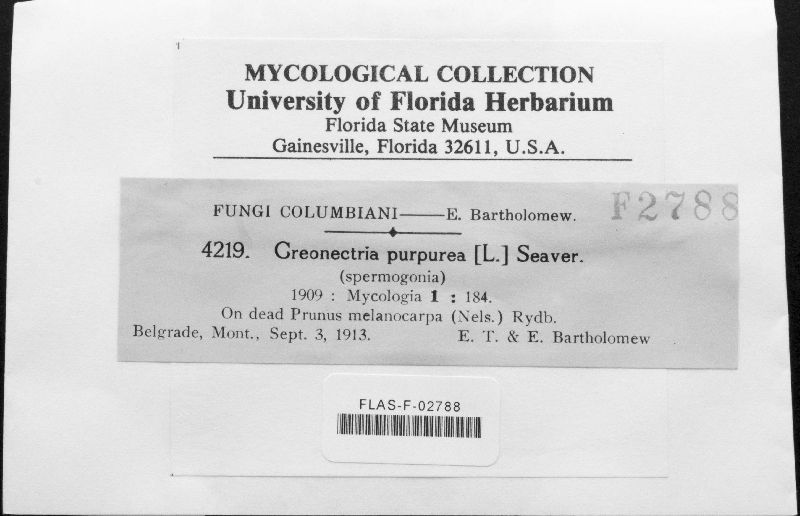 MYCOLOGICAL COLLECTION
University of Florida Herbarium
Florida State Museum
Gainesville, Florida 32611, U.S.A.
F2788
FUNGI COLUMBIANI——E. Bartholomew.
4219. Creonectria purpurea [L.] Seaver.
(spermogonia)
1909 : Mycologia 1 : 184.
On dead Prunus melanocarpa (Nels.) Rydb.
Belgrade, Mont., Sept. 3, 1913. E. T. & E. Bartholomew
FLAS-F-02788